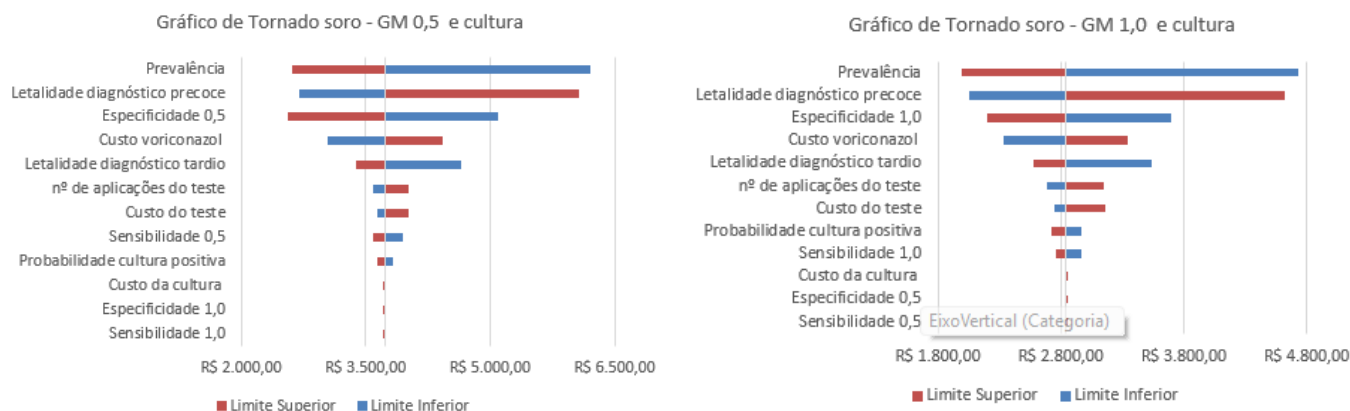 Gráfico de Tornado soro - GM 0,5 e cultura
Prevalência
Letalidade diagnóstico precoce
Especificidade 0,5
Custo voriconazol
Letalidade diagnóstico tardio
nº de aplicações do teste
Custo do teste
Sensibilidade 0,5
Probabilidade cultura positiva
Custo da cultura
Especificidade 1,0
Sensibilidade 1,0
R$ 2.000,00 R$ 3.500,00 R$ 5.000,00 R$ 6.500,00
Limite Superior Limite Inferior
Gráfico de Tornado soro - GM 1,0 e cultura
Prevalência
Letalidade diagnóstico precoce
Especificidade 1,0
Custo voriconazol
Letalidade diagnóstico tardio
nº de aplicações do teste
Custo do teste
Probabilidade cultura positiva
Sensibilidade 1,0
Custo da cultura
Especificidade 0,5
Sensibilidade 0,5 EixoVertical (Categoria)
R$ 1.800,00 R$ 2.800,00 R$ 3.800,00 R$ 4.800,00
Limite Superior Limite Inferior